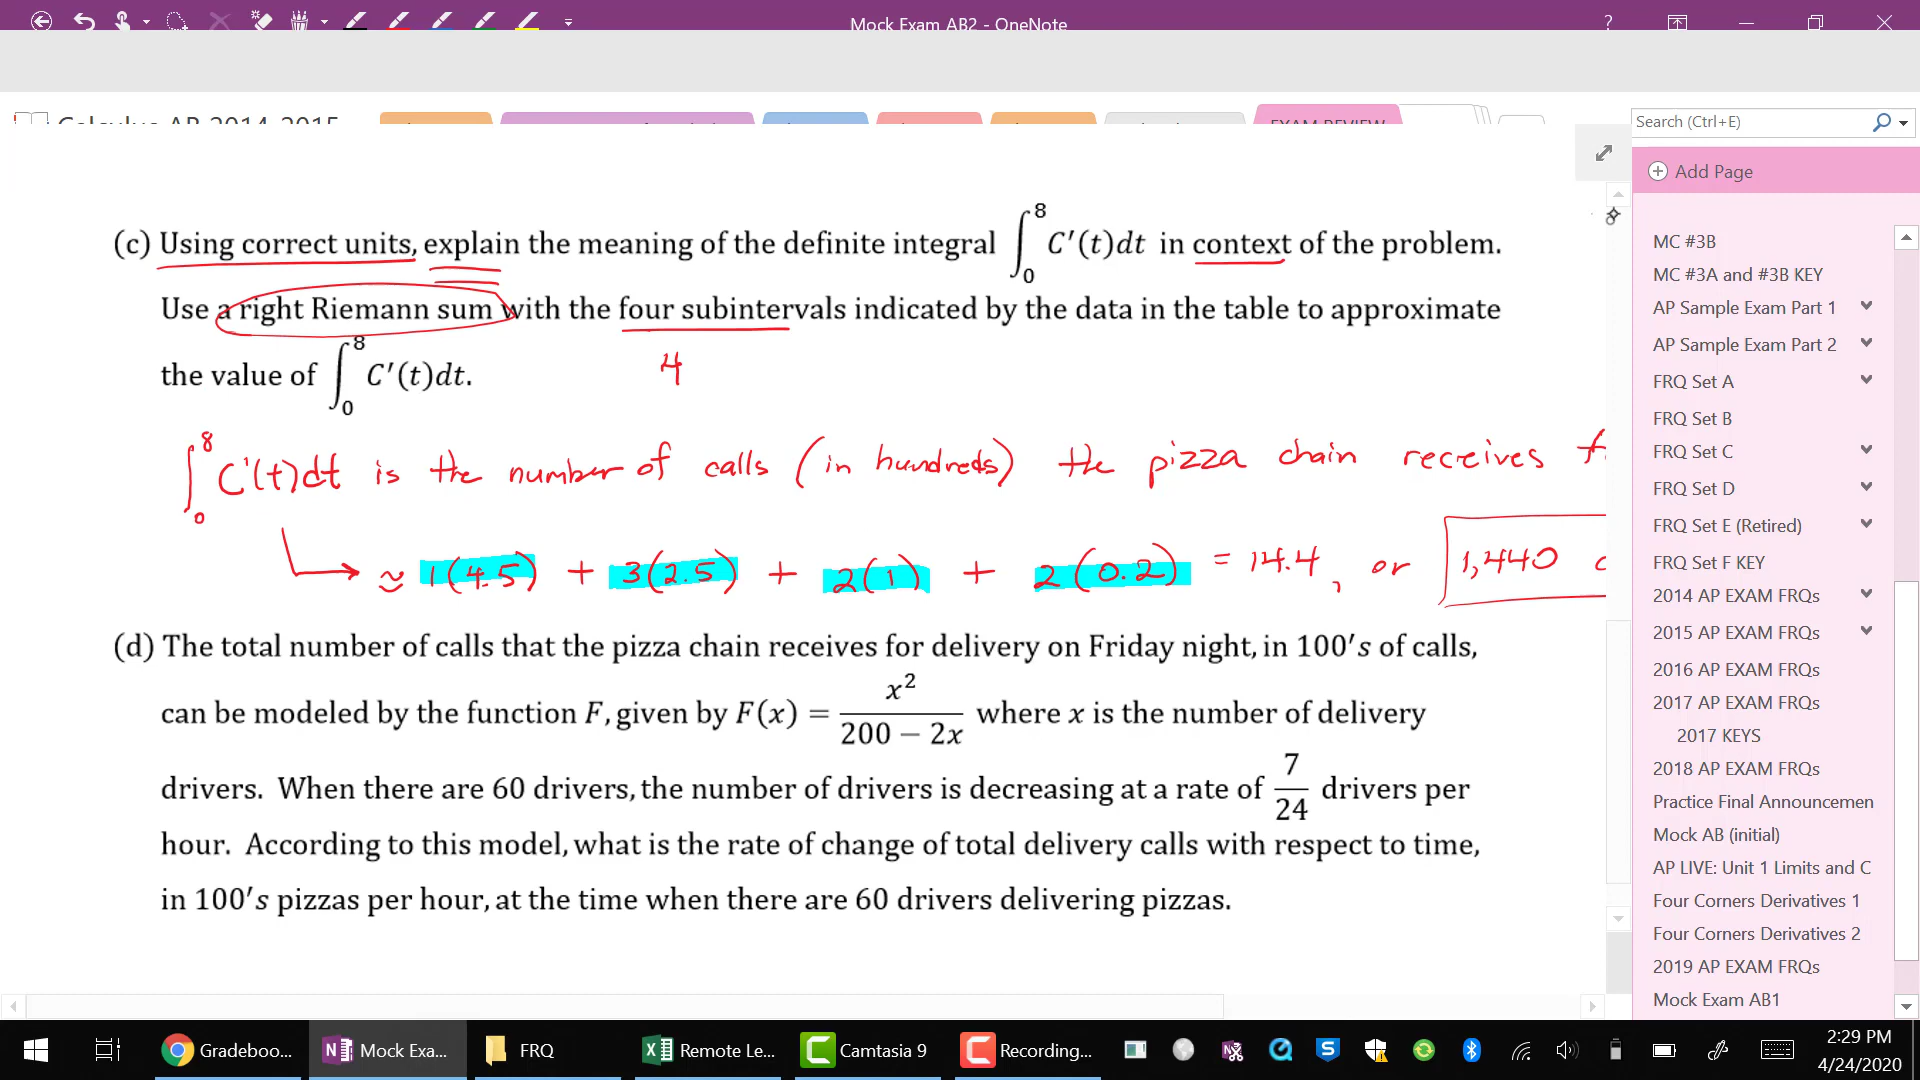 Mock Exam AB2 - OneNote
?
Calculus AB 2014-2015
EXAM REVIEW
Search (Ctrl+E)
Add Page
(c) Using correct units, explain the meaning of the definite integral ∫₀⁸ C′(t)dt in context of the problem.
Use a right Riemann sum with the four subintervals indicated by the data in the table to approximate
the value of ∫₀⁸ C′(t)dt.
4
∫₀⁸ C'(t)dt is the number of calls (in hundreds) the pizza chain receives
≈ 1(4.5) + 3(2.5) + 2(1) + 2(0.2) = 14.4, or 1,440
(d) The total number of calls that the pizza chain receives for delivery on Friday night, in 100′s of calls,
can be modeled by the function F, given by F(x) = x²/(200 − 2x) where x is the number of delivery
drivers. When there are 60 drivers, the number of drivers is decreasing at a rate of 7/24 drivers per
hour. According to this model, what is the rate of change of total delivery calls with respect to time,
in 100′s pizzas per hour, at the time when there are 60 drivers delivering pizzas.
MC #3B
MC #3A and #3B KEY
AP Sample Exam Part 1
AP Sample Exam Part 2
FRQ Set A
FRQ Set B
FRQ Set C
FRQ Set D
FRQ Set E (Retired)
FRQ Set F KEY
2014 AP EXAM FRQs
2015 AP EXAM FRQs
2016 AP EXAM FRQs
2017 AP EXAM FRQs
2017 KEYS
2018 AP EXAM FRQs
Practice Final Announcemen
Mock AB (initial)
AP LIVE: Unit 1 Limits and C
Four Corners Derivatives 1
Four Corners Derivatives 2
2019 AP EXAM FRQs
Mock Exam AB1
Gradeboo...
Mock Exa...
FRQ
Remote Le...
Camtasia 9
Recording...
2:29 PM
4/24/2020